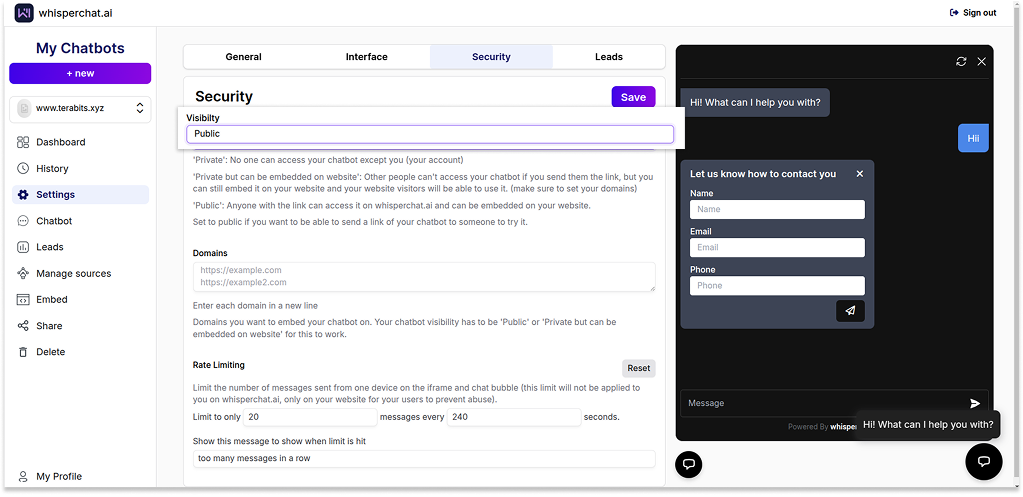 whisperchat.ai
Sign out
My Chatbots
+ new
www.terabits.xyz
Dashboard
History
Settings
Chatbot
Leads
Manage sources
Embed
Share
Delete
My Profile
General
Interface
Security
Leads
Security
Save
Visibilty
Public
'Private': No one can access your chatbot except you (your account)
'Private but can be embedded on website': Other people can't access your chatbot if you send them the link, but you
can still embed it on your website and your website visitors will be able to use it. (make sure to set your domains)
'Public': Anyone with the link can access it on whisperchat.ai and can be embedded on your website.
Set to public if you want to be able to send a link of your chatbot to someone to try it.
Domains
https://example.com
https://example2.com
Enter each domain in a new line
Domains you want to embed your chatbot on. Your chatbot visibility has to be 'Public' or 'Private but can be
embedded on website' for this to work.
Rate Limiting
Reset
Limit the number of messages sent from one device on the iframe and chat bubble (this limit will not be applied to
you on whisperchat.ai, only on your website for your users to prevent abuse).
Limit to only 20 messages every 240 seconds.
Show this message to show when limit is hit
too many messages in a row
Hi! What can I help you with?
Hii
Let us know how to contact you
Name
Name
Email
Email
Phone
Phone
Message
Powered By whisper
Hi! What can I help you with?